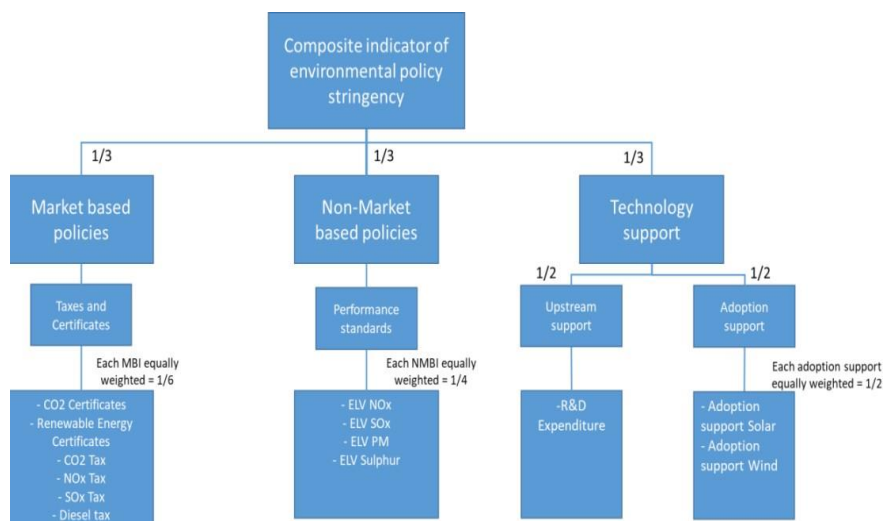 Composite indicator of
environmental policy
stringency
1/3
1/3
1/3
Market based
policies
Non-Market
based policies
Technology
support
1/2
1/2
Taxes and
Certificates
Performance
standards
Upstream
support
Adoption
support
Each MBI equally
weighted = 1/6
Each NMBI equally
weighted = 1/4
Each adoption support
equally weighted = 1/2
- CO2 Certificates
- Renewable Energy
Certificates
- CO2 Tax
- NOx Tax
- SOx Tax
- Diesel tax
- ELV NOx
- ELV SOx
- ELV PM
- ELV Sulphur
-R&D
Expenditure
- Adoption
support Solar
- Adoption
support Wind